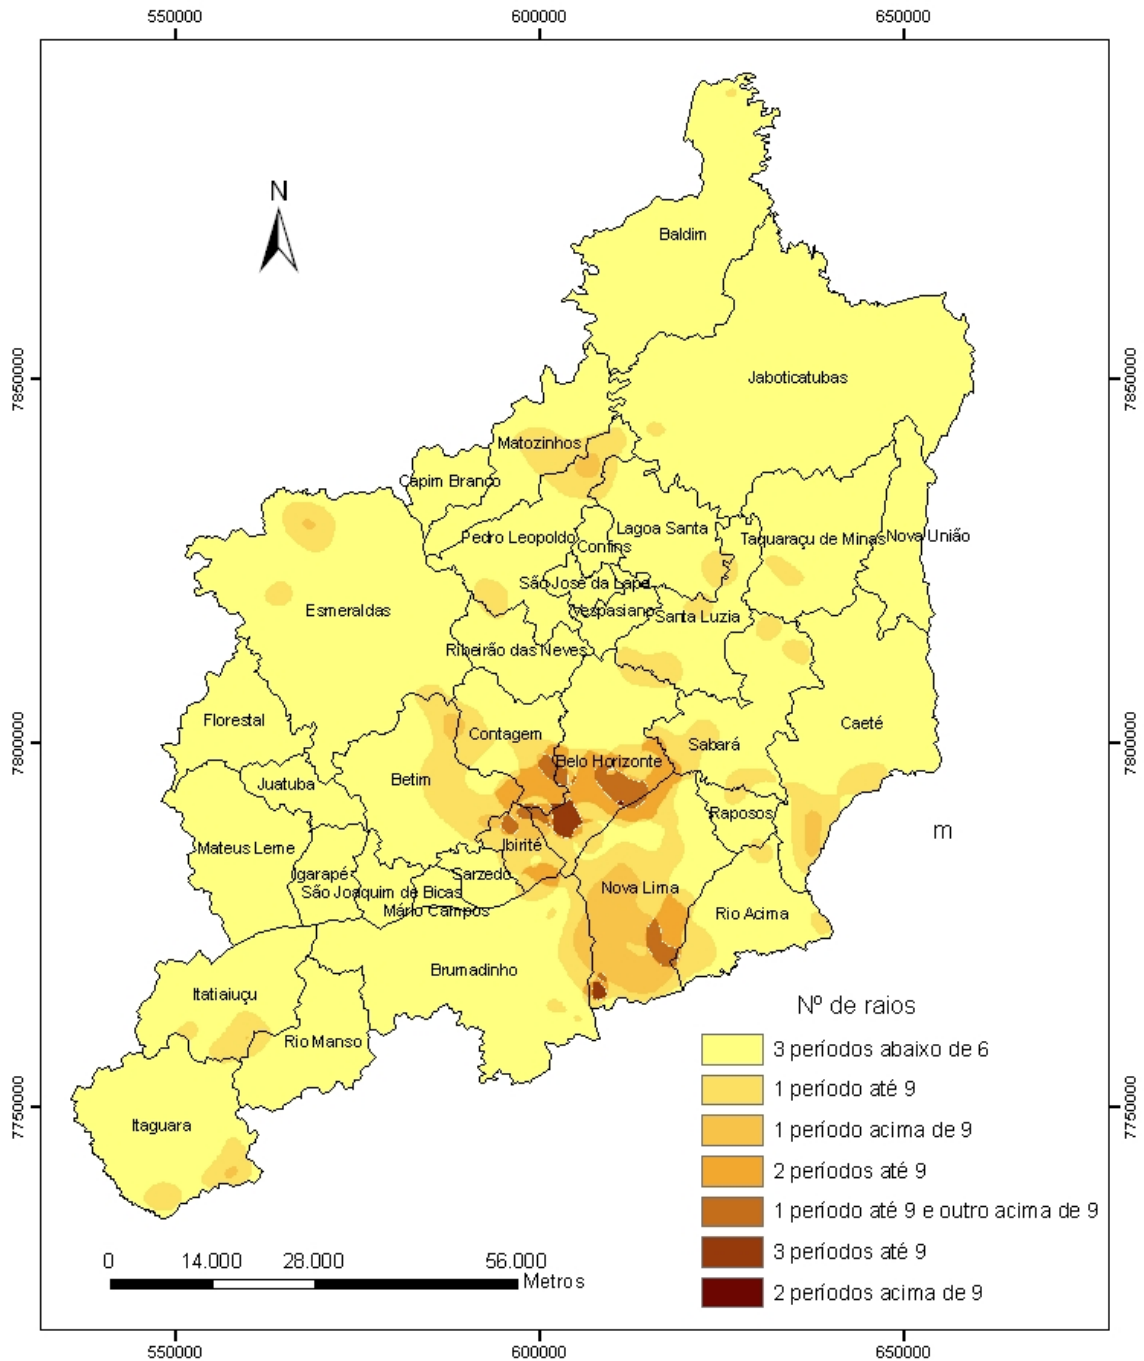 550000
600000
650000
N
Baldim
7850000
7850000
Jaboticatubas
Matozinhos
Capim Branco
Lagoa Santa
Pedro Leopoldo
Confins
Taquaraçu de Minas
Nova União
São José da Lapa
Esmeraldas
Vespasiano
Santa Luzia
Ribeirão das Neves
Florestal
Contagem
Caeté
7800000
7800000
Sabará
Belo Horizonte
Betim
Juatuba
Raposos
m
Mateus Leme
Ibirité
Igarapé
Sarzedo
Nova Lima
São Joaquim de Bicas
Mário Campos
Rio Acima
Brumadinho
Itatiaiuçu
Rio Manso
Nº de raios
3 períodos abaixo de 6
1 período até 9
7750000
7750000
Itaguara
1 período acima de 9
2 períodos até 9
1 período até 9 e outro acima de 9
3 períodos até 9
2 períodos acima de 9
0 14.000 28.000 56.000
Metros
550000
600000
650000